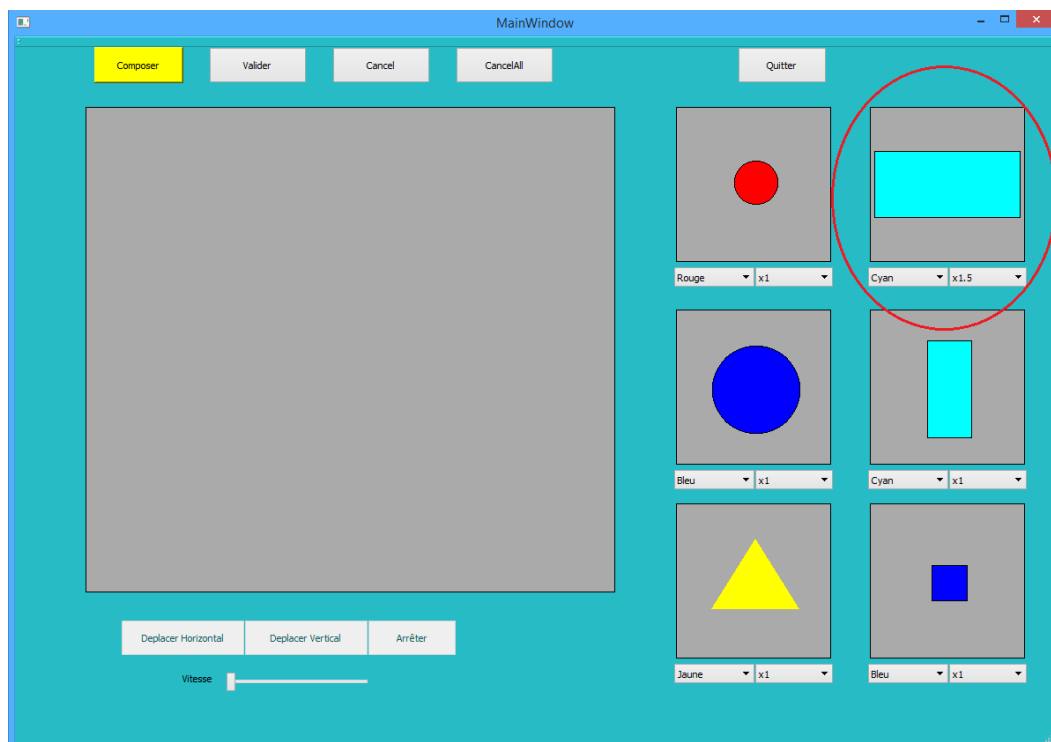 MainWindow
Composer Valider Cancel CancelAll Quitter
Rouge x1 Cyan x1.5
Bleu x1 Cyan x1
Deplacer Horizontal Deplacer Vertical Arrêter
Jaune x1 Bleu x1
Vitesse